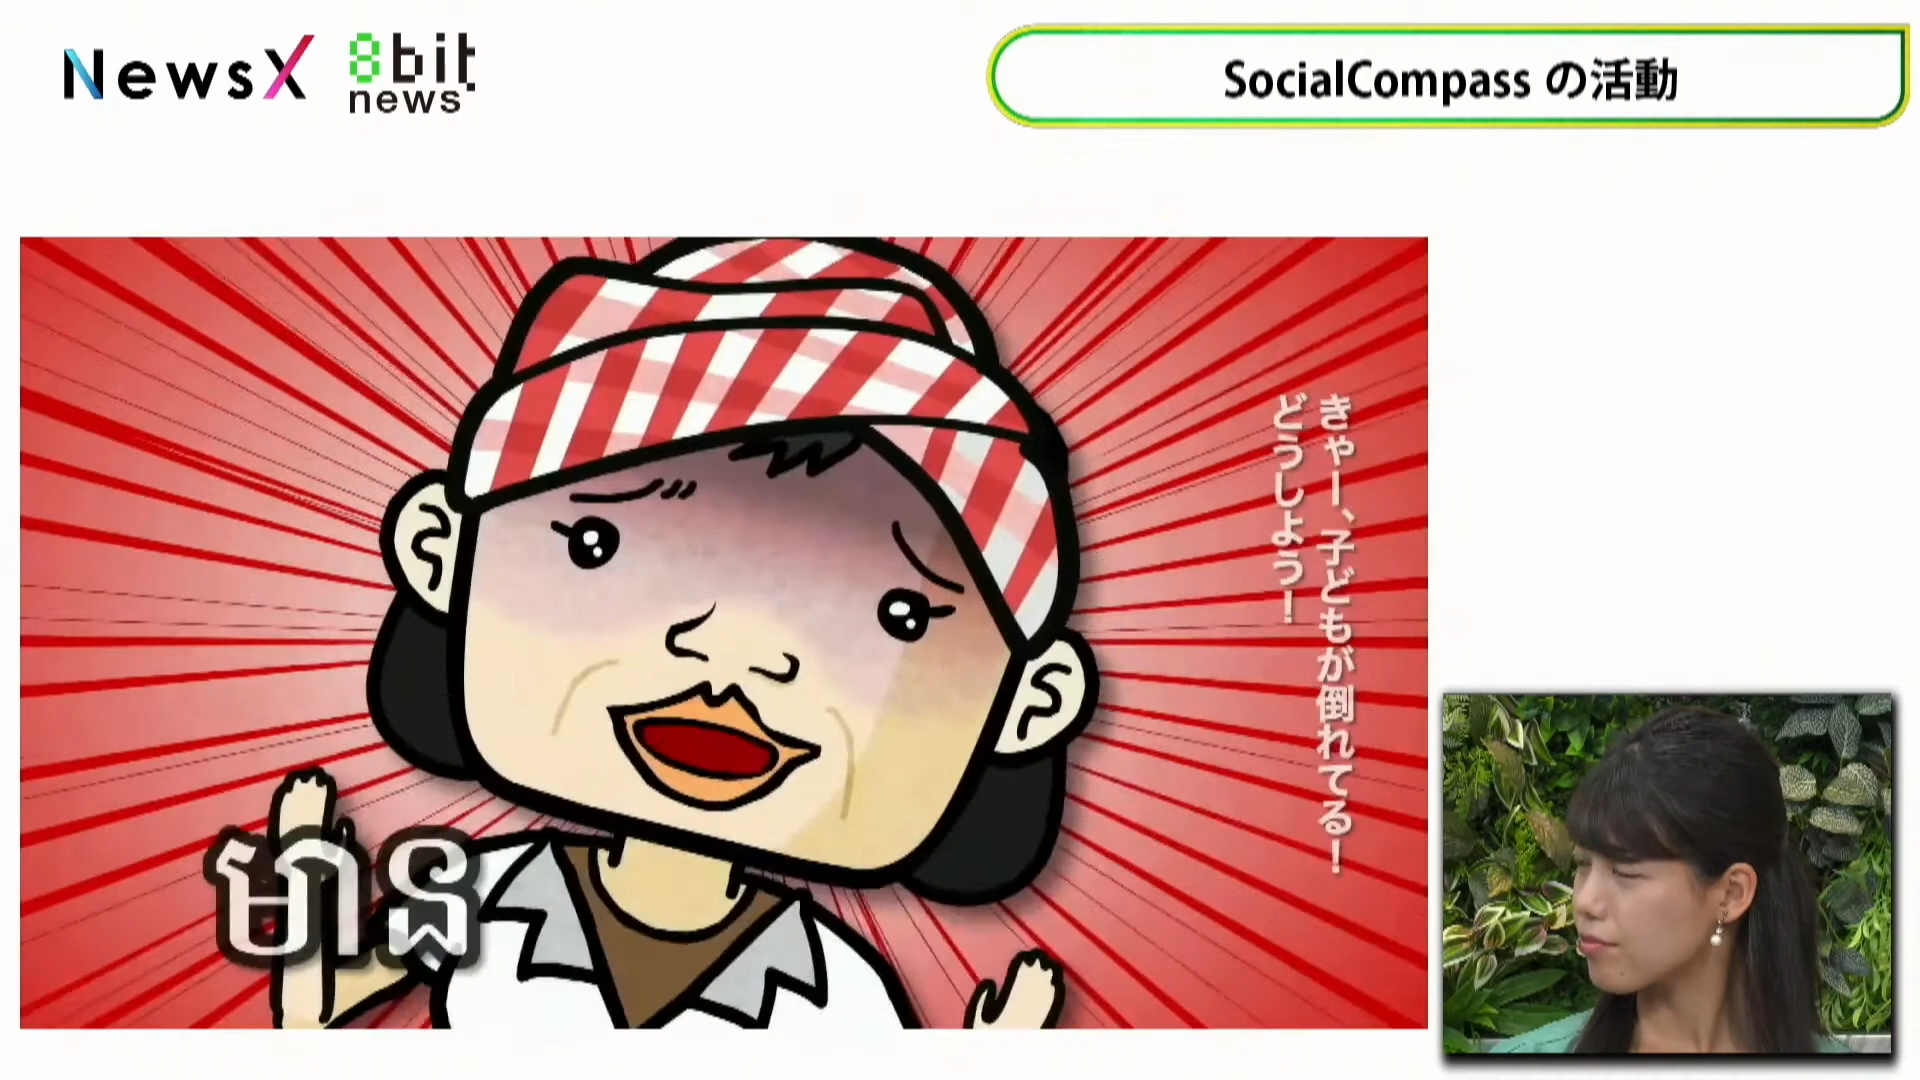 NewsX
8bit
news
SocialCompass の活動
きゃー、子どもが倒れてる！
どうしよう！
មាន